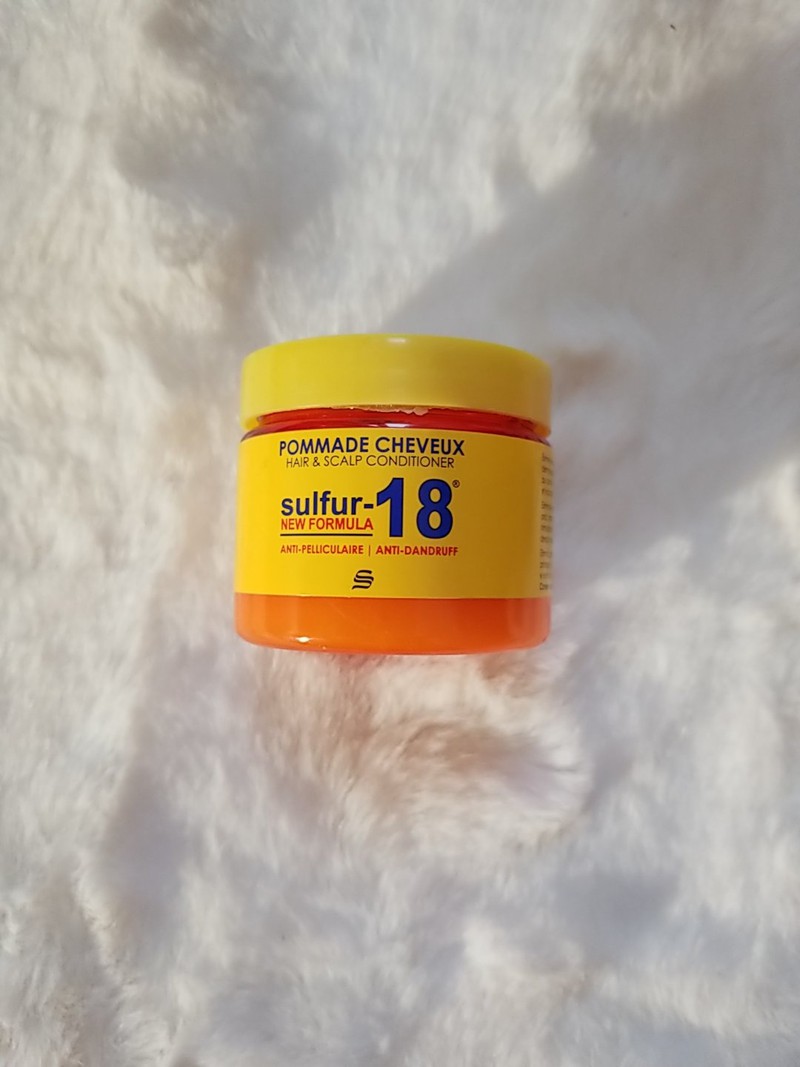 POMMADE CHEVEUX
HAIR & SCALP CONDITIONER
sulfur-18®
NEW FORMULA
ANTI-PELLICULAIRE | ANTI-DANDRUFF